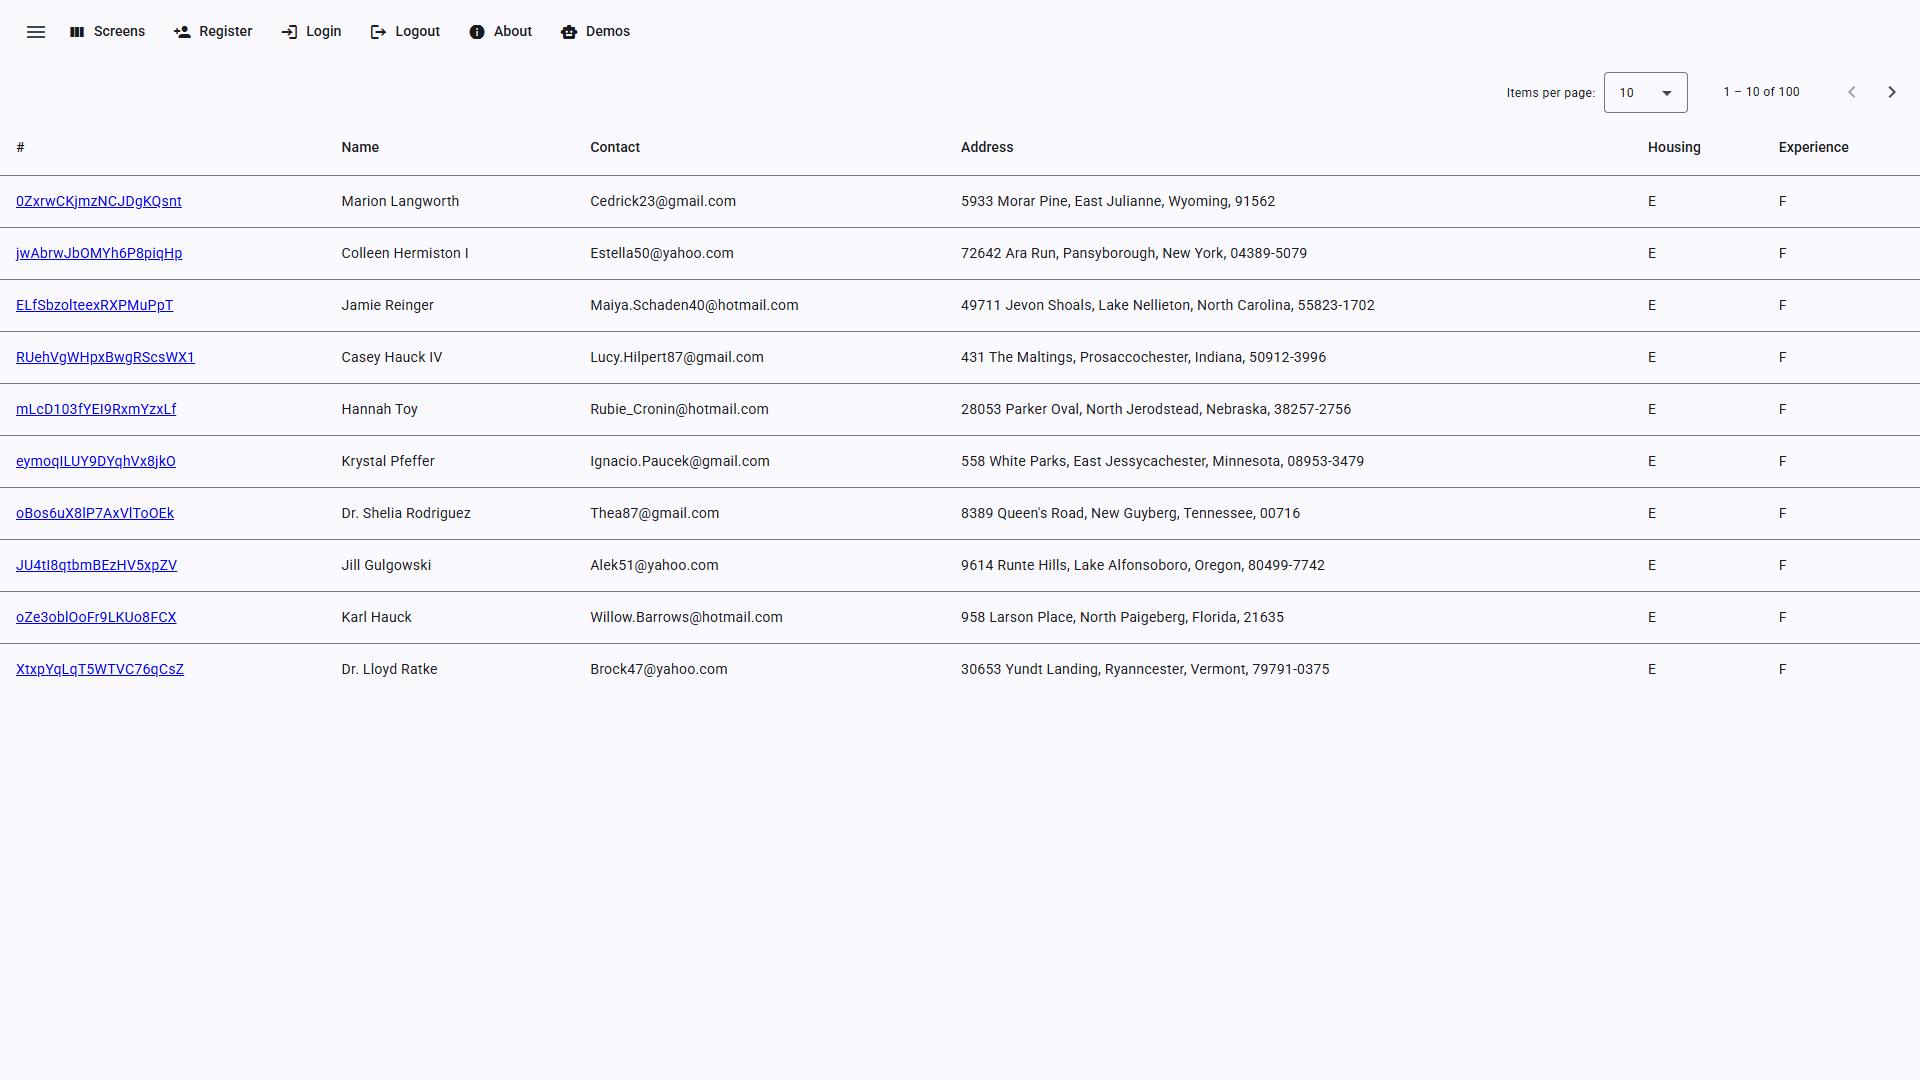 Screens Register Login Logout About Demos
Items per page: 10 1 – 10 of 100
# Name Contact Address Housing Experience
0ZxrwCKjmzNCJDgKQsnt Marion Langworth Cedrick23@gmail.com 5933 Morar Pine, East Julianne, Wyoming, 91562 E F
jwAbrwJbOMYh6P8piqHp Colleen Hermiston I Estella50@yahoo.com 72642 Ara Run, Pansyborough, New York, 04389-5079 E F
ELfSbzolteexRXPMuPpT Jamie Reinger Maiya.Schaden40@hotmail.com 49711 Jevon Shoals, Lake Nellieton, North Carolina, 55823-1702 E F
RUehVgWHpxBwgRScsWX1 Casey Hauck IV Lucy.Hilpert87@gmail.com 431 The Maltings, Prosaccochester, Indiana, 50912-3996 E F
mLcD103fYEI9RxmYzxLf Hannah Toy Rubie_Cronin@hotmail.com 28053 Parker Oval, North Jerodstead, Nebraska, 38257-2756 E F
eymoqILUY9DYqhVx8jkO Krystal Pfeffer Ignacio.Paucek@gmail.com 558 White Parks, East Jessycachester, Minnesota, 08953-3479 E F
oBos6uX8lP7AxVlToOEk Dr. Shelia Rodriguez Thea87@gmail.com 8389 Queen's Road, New Guyberg, Tennessee, 00716 E F
JU4tI8qtbmBEzHV5xpZV Jill Gulgowski Alek51@yahoo.com 9614 Runte Hills, Lake Alfonsoboro, Oregon, 80499-7742 E F
oZe3oblOoFr9LKUo8FCX Karl Hauck Willow.Barrows@hotmail.com 958 Larson Place, North Paigeberg, Florida, 21635 E F
XtxpYqLqT5WTVC76qCsZ Dr. Lloyd Ratke Brock47@yahoo.com 30653 Yundt Landing, Ryanncester, Vermont, 79791-0375 E F